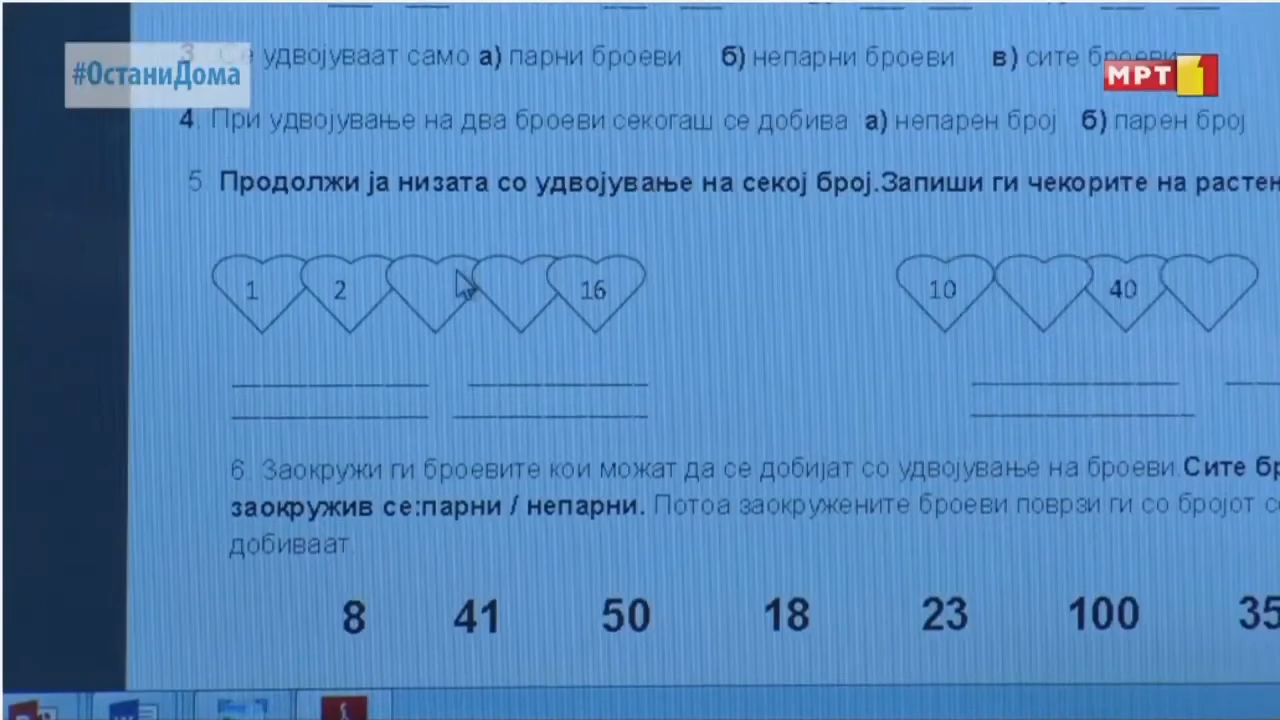 #ОстаниДома
МРТ 1
3. Се удвојуваат само а) парни броеви б) непарни броеви в) сите броеви
4. При удвојување на два броеви секогаш се добива а) непарен број б) парен број
5 Продолжи ја низата со удвојување на секој број.Запиши ги чекорите на растен
1 2 16 10 40
6. Заокружи ги броевите кои можат да се добијат со удвојување на броеви.Сите бр
заокружив се:парни / непарни. Потоа заокружените броеви поврзи ги со бројот с
добиваат
8 41 50 18 23 100 35